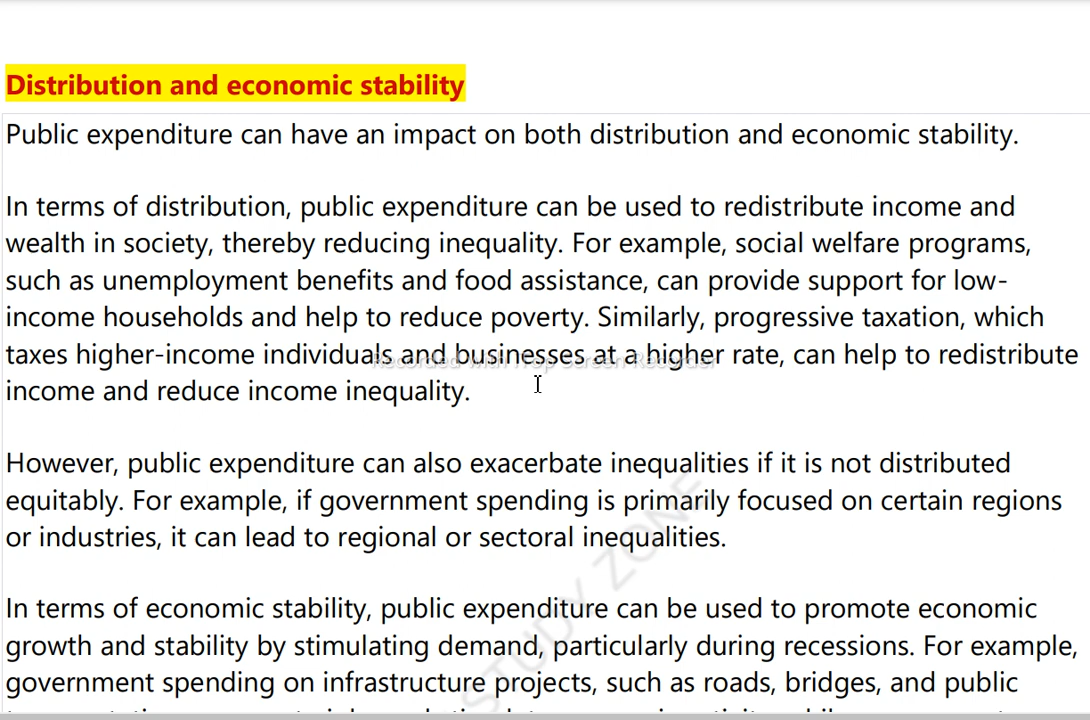 Distribution and economic stability
Public expenditure can have an impact on both distribution and economic stability.
In terms of distribution, public expenditure can be used to redistribute income and
wealth in society, thereby reducing inequality. For example, social welfare programs,
such as unemployment benefits and food assistance, can provide support for low-
income households and help to reduce poverty. Similarly, progressive taxation, which
taxes higher-income individuals and businesses at a higher rate, can help to redistribute
Recorded with iTop Screen Recorder
income and reduce income inequality.
However, public expenditure can also exacerbate inequalities if it is not distributed
equitably. For example, if government spending is primarily focused on certain regions
or industries, it can lead to regional or sectoral inequalities.
STUDY ZONE
In terms of economic stability, public expenditure can be used to promote economic
growth and stability by stimulating demand, particularly during recessions. For example,
government spending on infrastructure projects, such as roads, bridges, and public